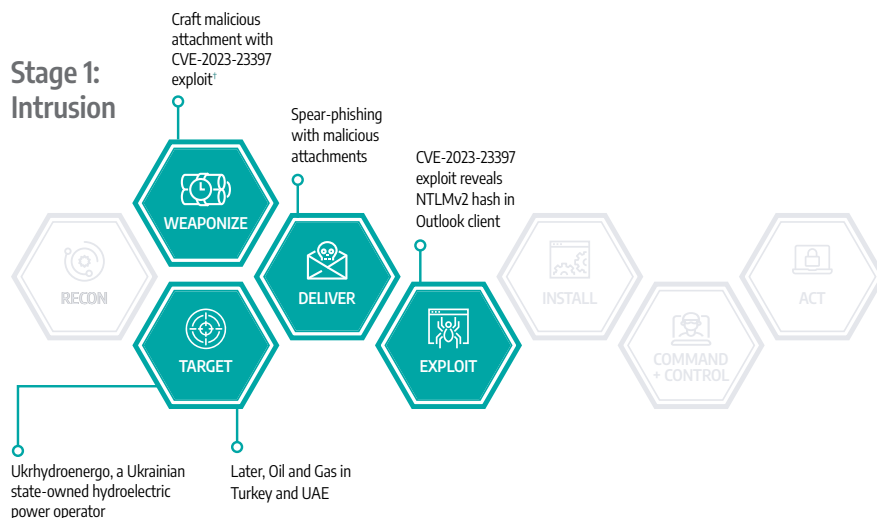 Craft malicious
attachment with
CVE-2023-23397
exploit†
Stage 1:
Intrusion
Spear-phishing
with malicious
attachments
CVE-2023-23397
exploit reveals
NTLMv2 hash in
Outlook client
WEAPONIZE
RECON
DELIVER
INSTALL
ACT
TARGET
EXPLOIT
COMMAND
+ CONTROL
Ukrhydroenergo, a Ukrainian
state-owned hydroelectric
power operator
Later, Oil and Gas in
Turkey and UAE